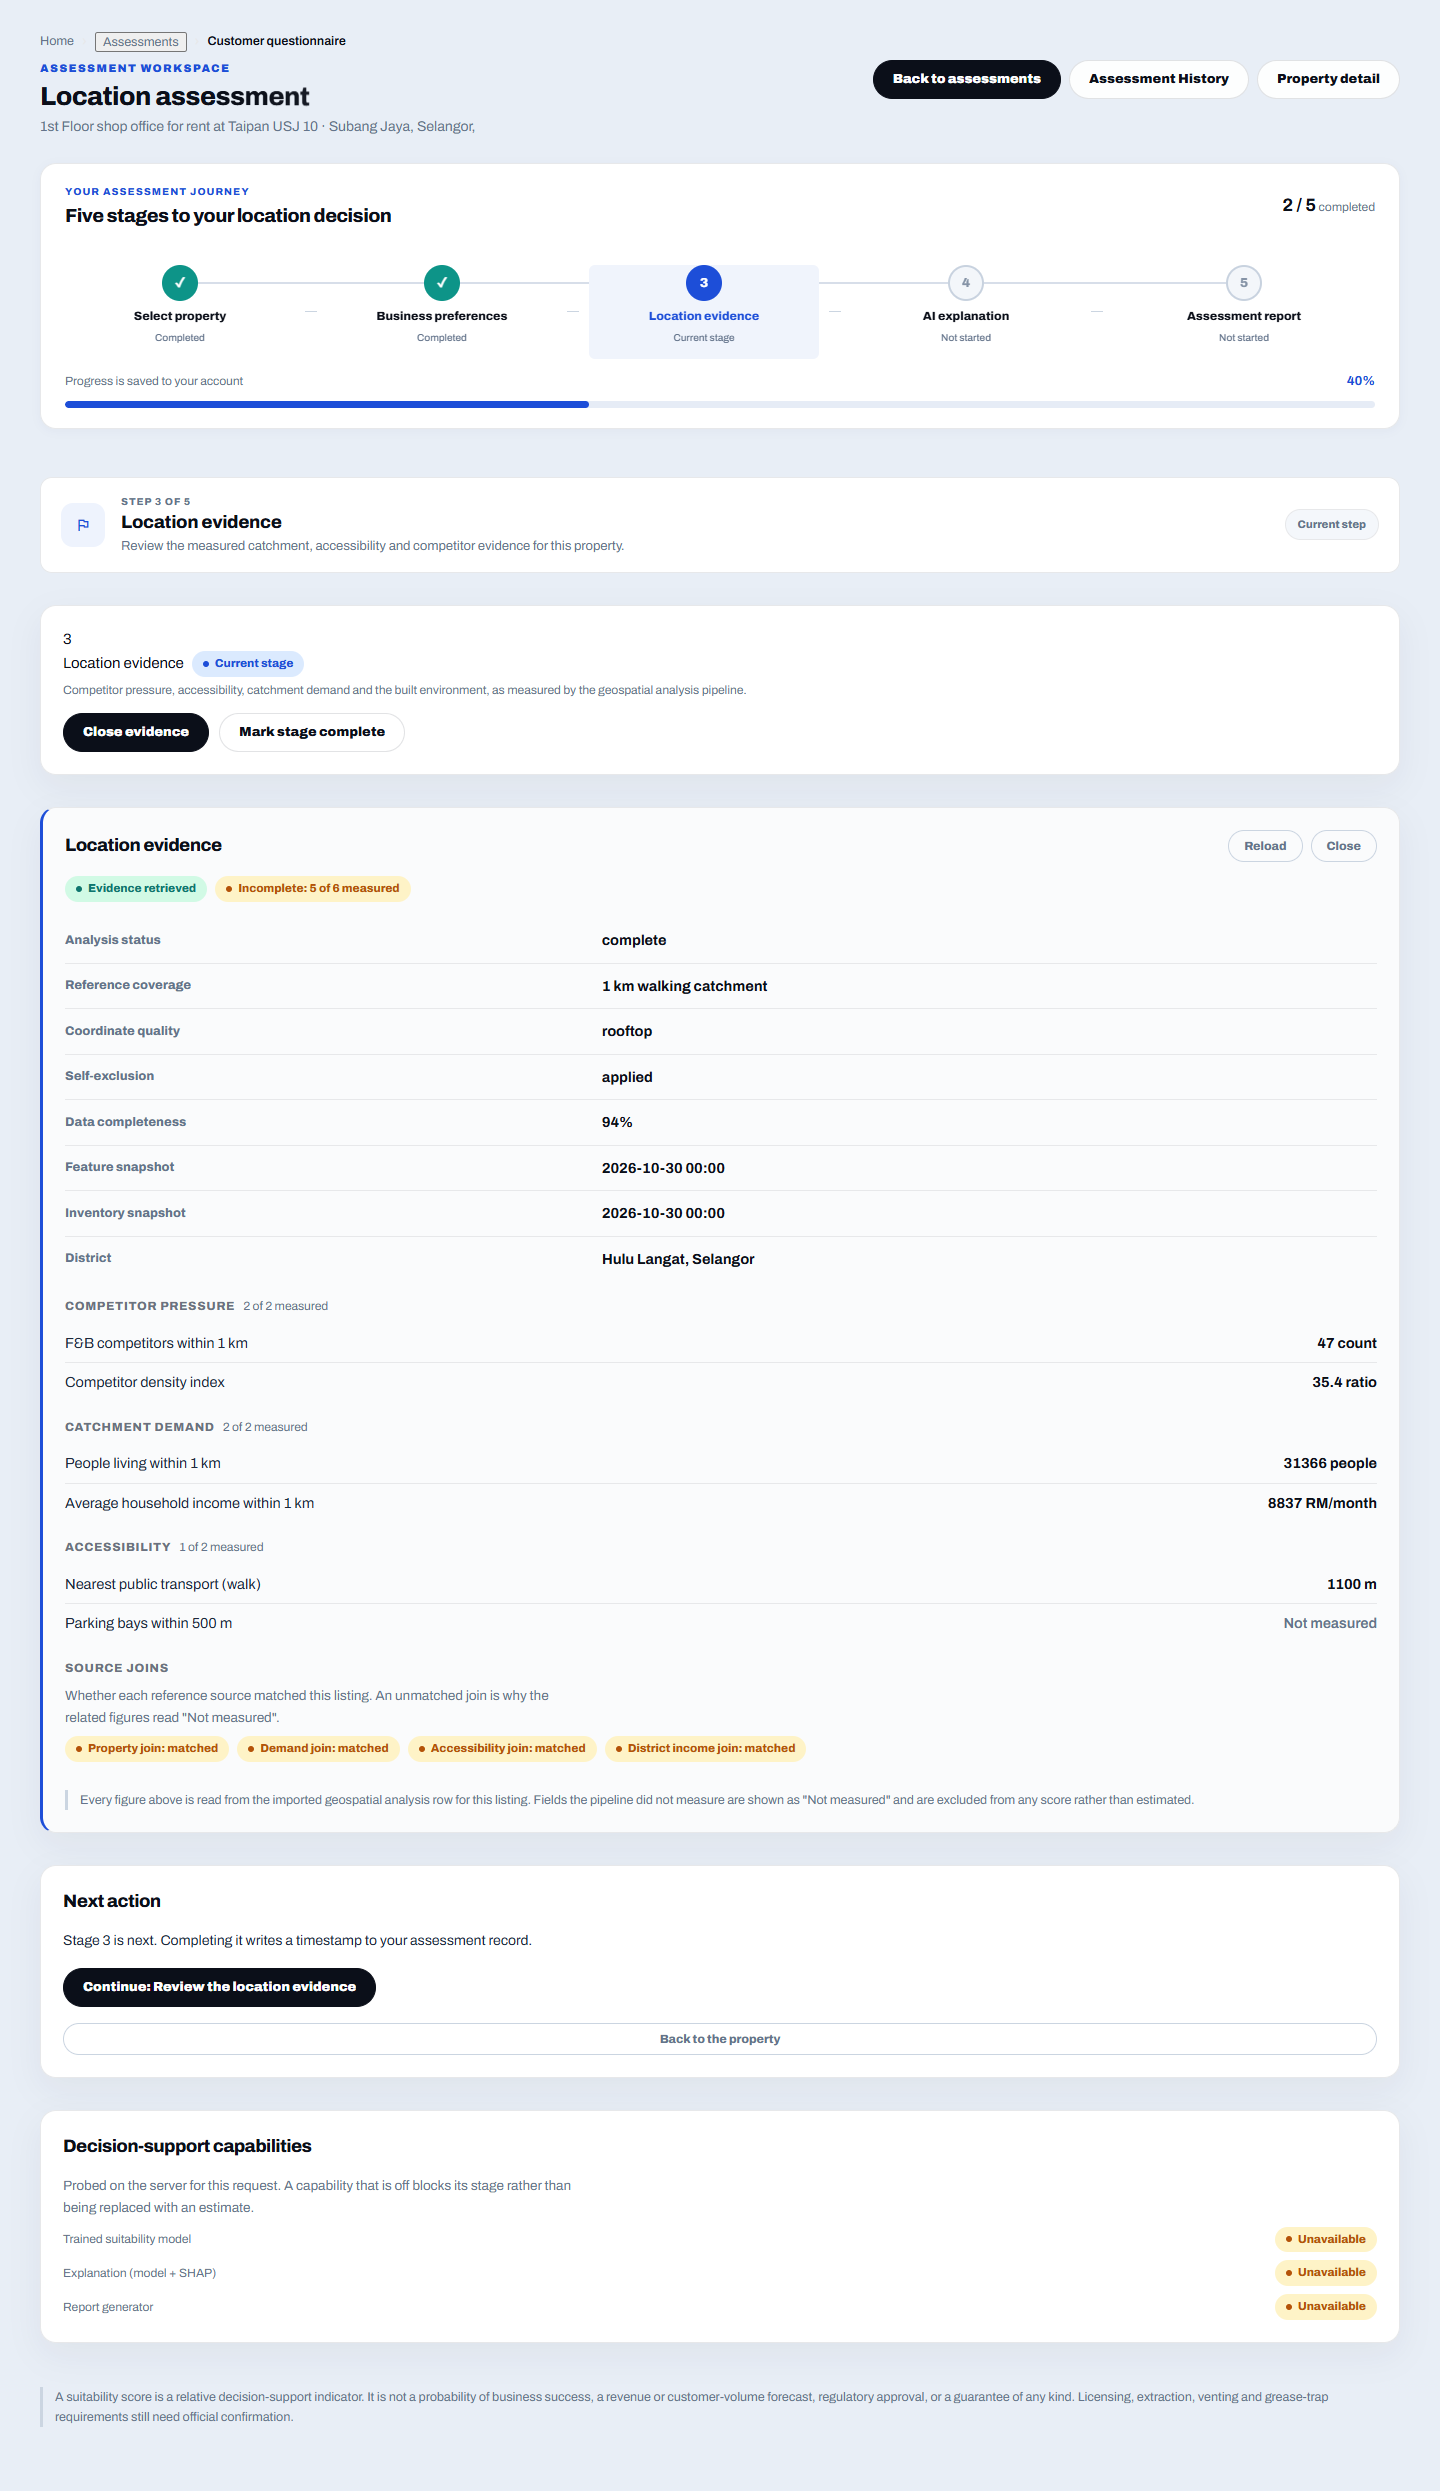 Home
Assessments
Customer questionnaire
ASSESSMENT WORKSPACE
Location assessment
1st Floor shop office for rent at Taipan USJ 10 · Subang Jaya, Selangor,
Back to assessments
Assessment History
Property detail
YOUR ASSESSMENT JOURNEY
Five stages to your location decision
2 / 5 completed
Select property
Completed
Business preferences
Completed
3
Location evidence
Current stage
4
AI explanation
Not started
5
Assessment report
Not started
Progress is saved to your account
40%
STEP 3 OF 5
Location evidence
Review the measured catchment, accessibility and competitor evidence for this property.
Current step
3
Location evidence
Current stage
Competitor pressure, accessibility, catchment demand and the built environment, as measured by the geospatial analysis pipeline.
Close evidence
Mark stage complete
Location evidence
Reload
Close
Evidence retrieved
Incomplete: 5 of 6 measured
Analysis status
complete
Reference coverage
1 km walking catchment
Coordinate quality
rooftop
Self-exclusion
applied
Data completeness
94%
Feature snapshot
2026-10-30 00:00
Inventory snapshot
2026-10-30 00:00
District
Hulu Langat, Selangor
COMPETITOR PRESSURE 2 of 2 measured
F&B competitors within 1 km
47 count
Competitor density index
35.4 ratio
CATCHMENT DEMAND 2 of 2 measured
People living within 1 km
31366 people
Average household income within 1 km
8837 RM/month
ACCESSIBILITY 1 of 2 measured
Nearest public transport (walk)
1100 m
Parking bays within 500 m
Not measured
SOURCE JOINS
Whether each reference source matched this listing. An unmatched join is why the
related figures read "Not measured".
Property join: matched
Demand join: matched
Accessibility join: matched
District income join: matched
Every figure above is read from the imported geospatial analysis row for this listing. Fields the pipeline did not measure are shown as "Not measured" and are excluded from any score rather than estimated.
Next action
Stage 3 is next. Completing it writes a timestamp to your assessment record.
Continue: Review the location evidence
Back to the property
Decision-support capabilities
Probed on the server for this request. A capability that is off blocks its stage rather than
being replaced with an estimate.
Trained suitability model
Unavailable
Explanation (model + SHAP)
Unavailable
Report generator
Unavailable
A suitability score is a relative decision-support indicator. It is not a probability of business success, a revenue or customer-volume forecast, regulatory approval, or a guarantee of any kind. Licensing, extraction, venting and grease-trap
requirements still need official confirmation.